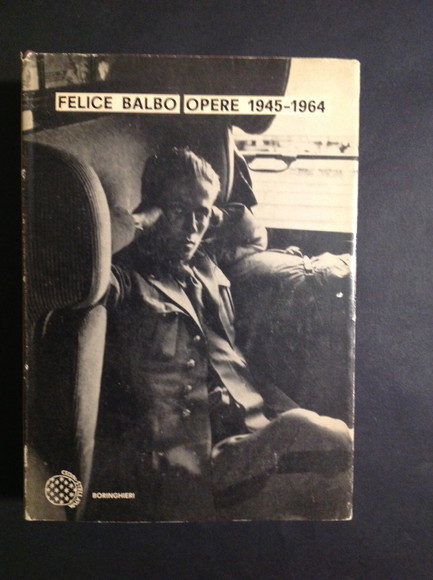 FELICE BALBO OPERE 1945-1964
BORINGHIERI